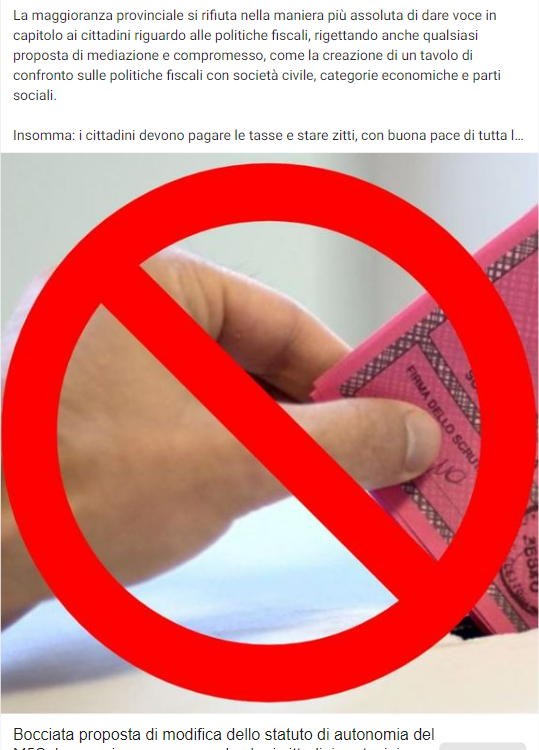 La maggioranza provinciale si rifiuta nella maniera più assoluta di dare voce in
capitolo ai cittadini riguardo alle politiche fiscali, rigettando anche qualsiasi
proposta di mediazione e compromesso, come la creazione di un tavolo di
confronto sulle politiche fiscali con società civile, categorie economiche e parti
sociali.
Insomma: i cittadini devono pagare le tasse e stare zitti, con buona pace di tutta l...
FIRMA DELLO SCRU
Bocciata proposta di modifica dello statuto di autonomia del